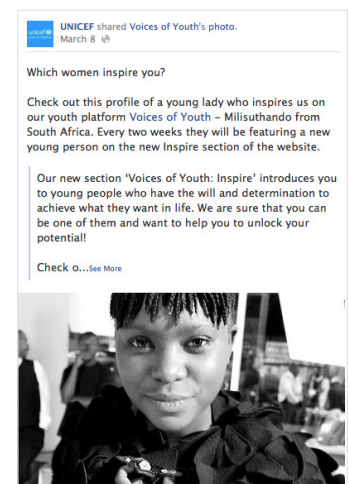 unicef
UNICEF shared Voices of Youth's photo.
March 8
Which women inspire you?
Check out this profile of a young lady who inspires us on
our youth platform Voices of Youth – Milisuthando from
South Africa. Every two weeks they will be featuring a new
young person on the new Inspire section of the website.
Our new section ‘Voices of Youth: Inspire’ introduces you
to young people who have the will and determination to
achieve what they want in life. We are sure that you can
be one of them and want to help you to unlock your
potential!
Check o...See More